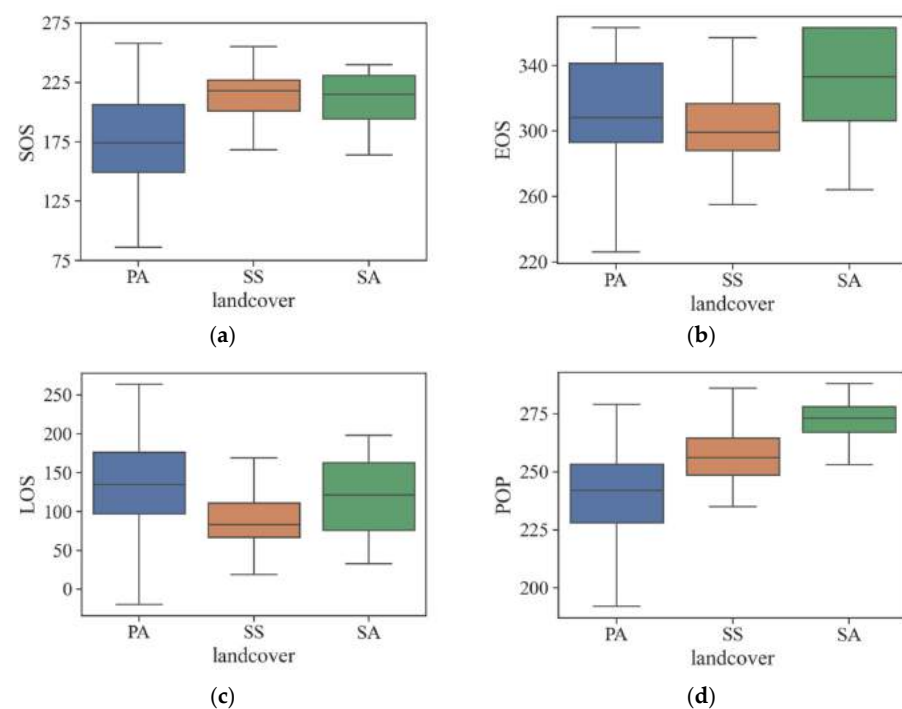 275
225
175
125
75
SOS
PA SS SA
landcover
(a)
340
300
260
220
EOS
PA SS SA
landcover
(b)
250
200
150
100
50
0
LOS
PA SS SA
landcover
(c)
275
250
225
200
POP
PA SS SA
landcover
(d)